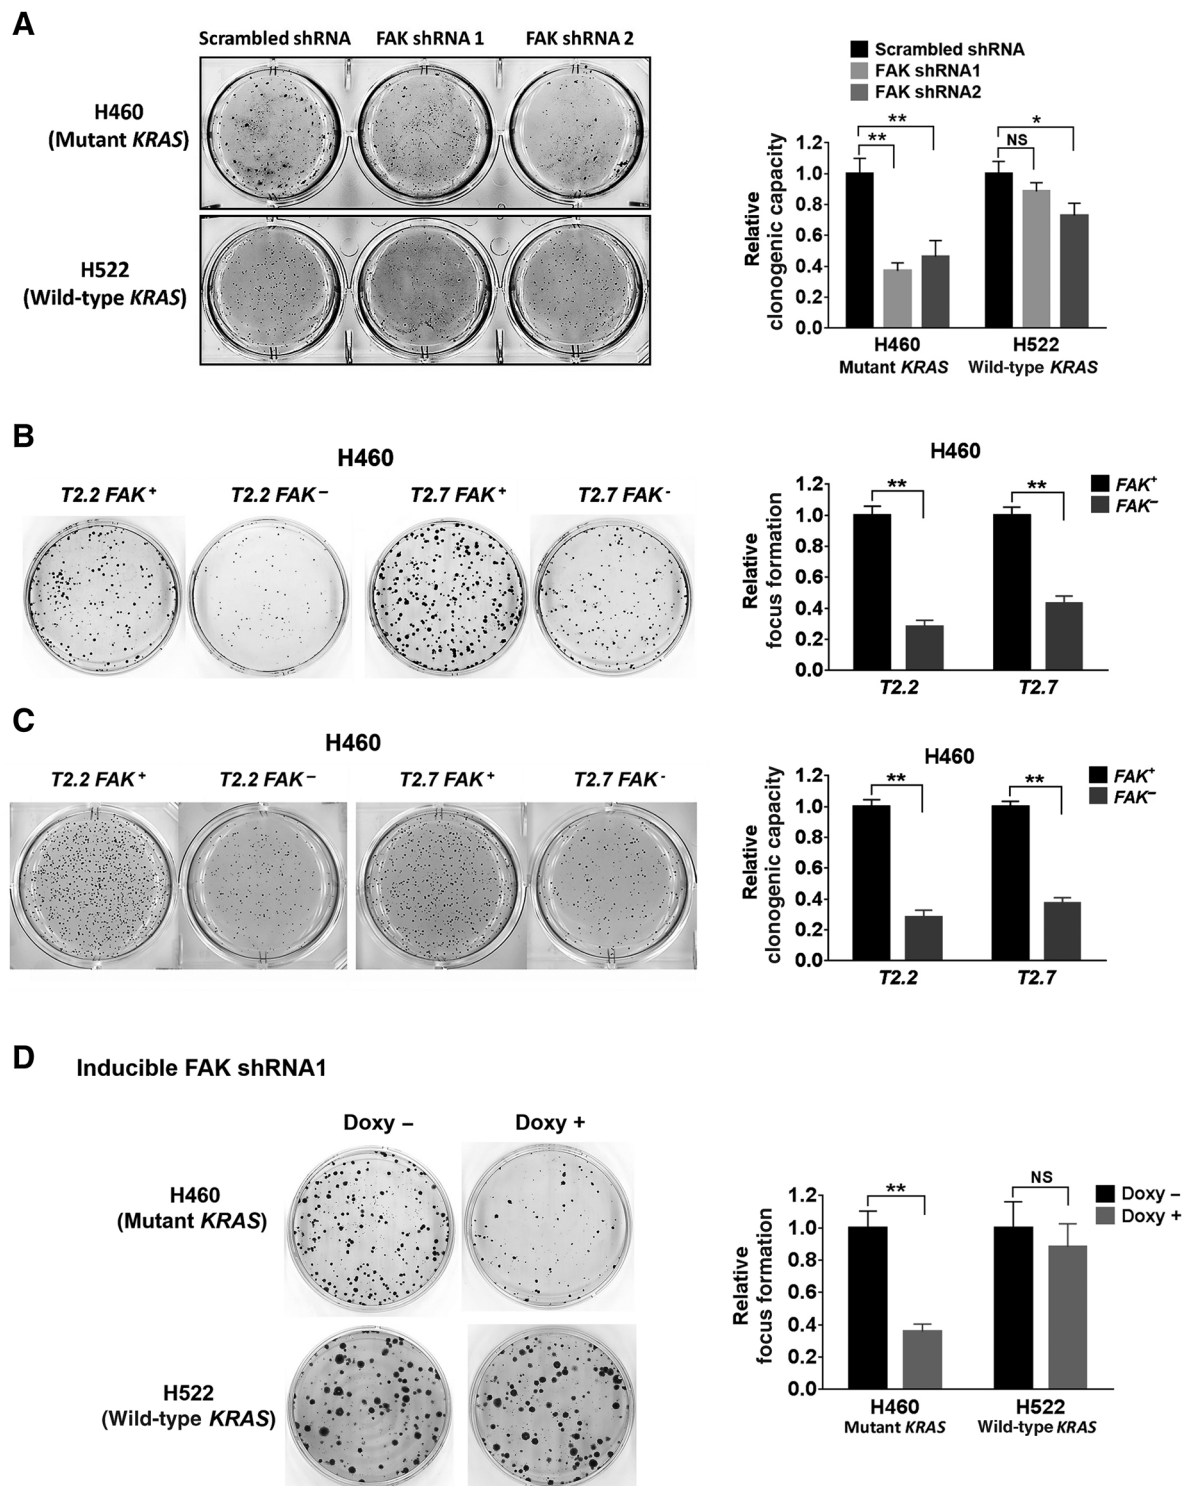 A
Scrambled shRNA FAK shRNA 1 FAK shRNA 2
H460
(Mutant KRAS)
H522
(Wild-type KRAS)
Scrambled shRNA
FAK shRNA1
FAK shRNA2
Relative
clonogenic capacity
1.2
1.0
0.8
0.6
0.4
0.2
0.0
**
**
NS
*
H460
Mutant KRAS
H522
Wild-type KRAS
B
H460
T2.2 FAK+ T2.2 FAK– T2.7 FAK+ T2.7 FAK-
H460
FAK+
FAK–
Relative
focus formation
1.2
1.0
0.8
0.6
0.4
0.2
0.0
** **
T2.2 T2.7
C
H460
T2.2 FAK+ T2.2 FAK– T2.7 FAK+ T2.7 FAK-
H460
FAK+
FAK–
Relative
clonogenic capacity
1.2
1.0
0.8
0.6
0.4
0.2
0.0
** **
T2.2 T2.7
D
Inducible FAK shRNA1
Doxy – Doxy +
H460
(Mutant KRAS)
H522
(Wild-type KRAS)
Doxy –
Doxy +
Relative
focus formation
1.2
1.0
0.8
0.6
0.4
0.2
0.0
** NS
H460
Mutant KRAS
H522
Wild-type KRAS